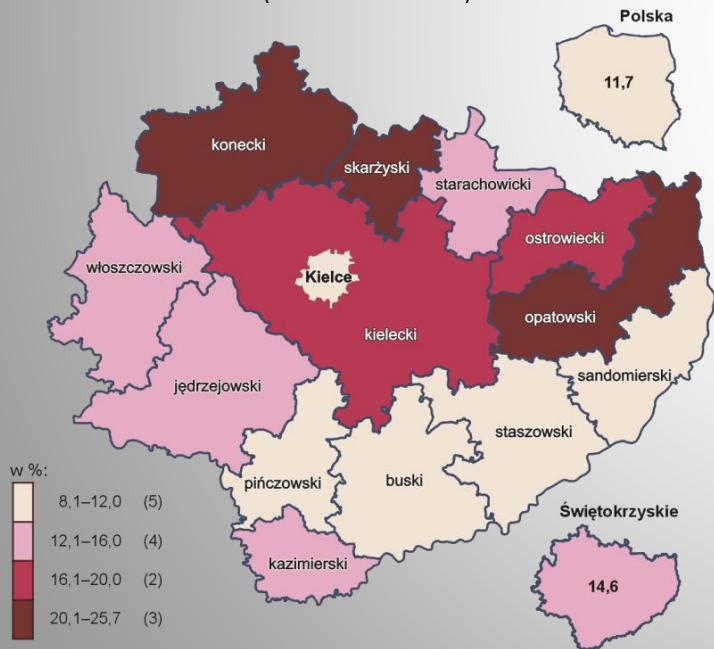 Polska
11,7
konecki
skarżyski
starachowicki
ostrowiecki
włoszczowski
Kielce
opatowski
kielecki
sandomierski
jędrzejowski
staszowski
w %:
pińczowski
buski
8,1–12,0 (5)
Świętokrzyskie
12,1–16,0 (4)
kazimierski
14,6
16,1–20,0 (2)
20,1–25,7 (3)